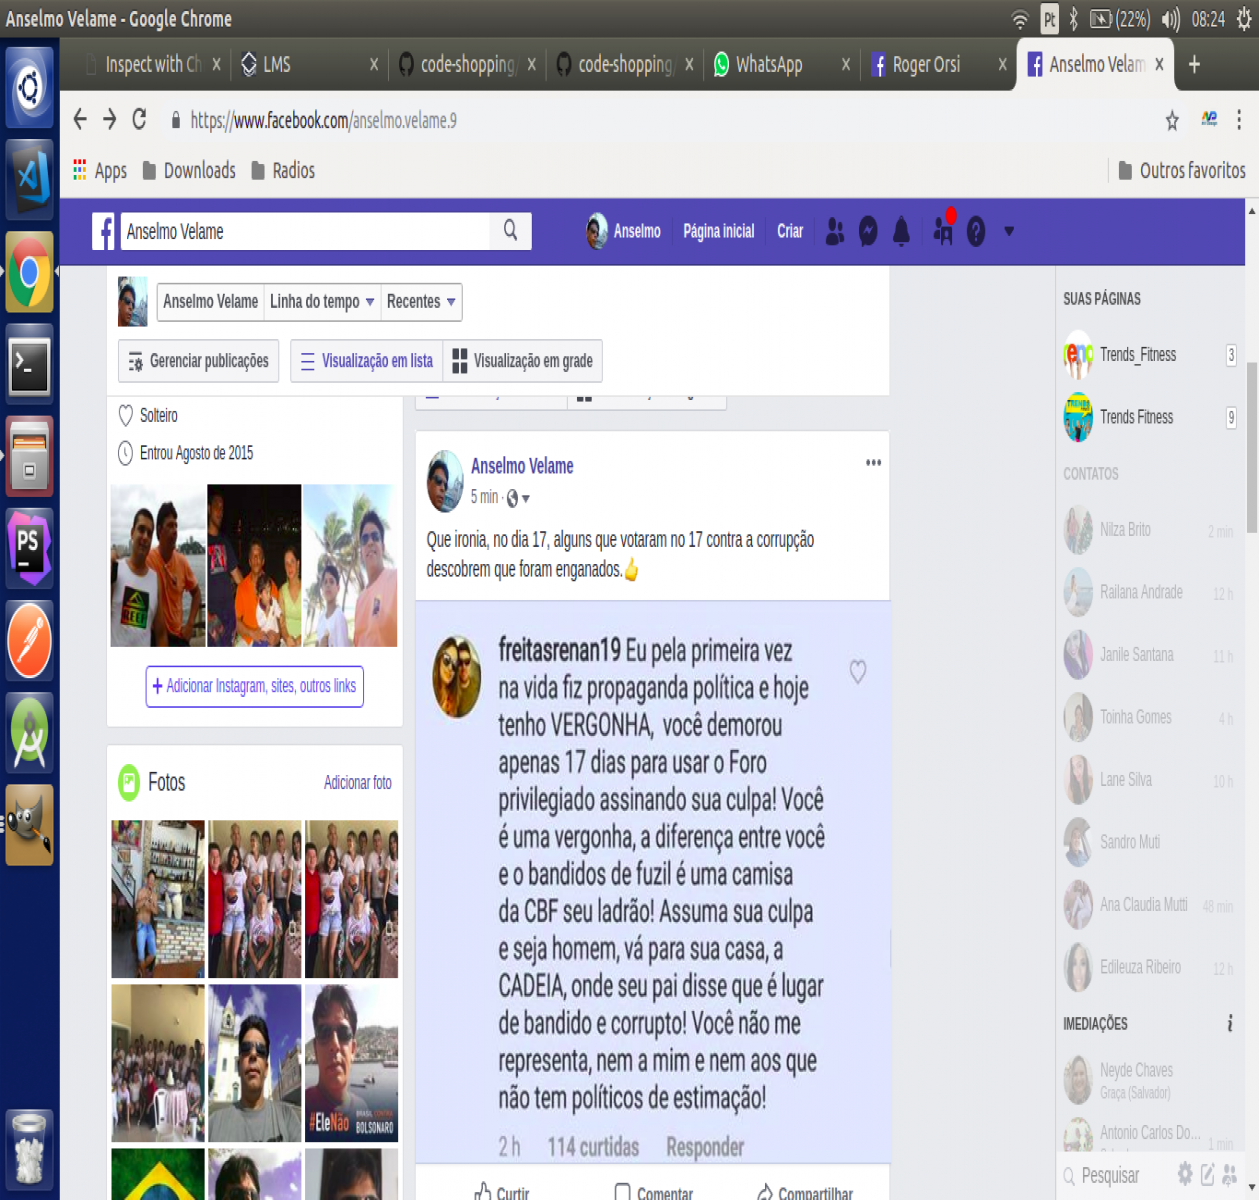 Anselmo Velame - Google Chrome
Pt (22%) 08:24
Inspect with Ch × LMS × code-shopping × code-shopping × WhatsApp × Roger Orsi × Anselmo Velam × +
https://www.facebook.com/anselmo.velame.9
Apps Downloads Radios Outros favoritos
Anselmo Velame
Anselmo Página inicial Criar
Anselmo Velame Linha do tempo Recentes
Gerenciar publicações Visualização em lista Visualização em grade
Solteiro
Entrou Agosto de 2015
+ Adicionar Instagram, sites, outros links
Fotos Adicionar foto
#EleNão BRASIL CONTRA BOLSONARO
Anselmo Velame
5 min ·
Que ironia, no dia 17, alguns que votaram no 17 contra a corrupção
descobrem que foram enganados.👍
freitasrenan19 Eu pela primeira vez
na vida fiz propaganda política e hoje
tenho VERGONHA, você demorou
apenas 17 dias para usar o Foro
privilegiado assinando sua culpa! Você
é uma vergonha, a diferença entre você
e o bandidos de fuzil é uma camisa
da CBF seu ladrão! Assuma sua culpa
e seja homem, vá para sua casa, a
CADEIA, onde seu pai disse que é lugar
de bandido e corrupto! Você não me
representa, nem a mim e nem aos que
não tem políticos de estimação!
2 h 114 curtidas Responder
Curtir Comentar Compartilhar
SUAS PÁGINAS
Trends_Fitness 3
Trends Fitness 9
CONTATOS
Nilza Brito 2 min
Railana Andrade 12 h
Janile Santana 11 h
Toinha Gomes 4 h
Lane Silva 10 h
Sandro Muti
Ana Claudia Mutti 48 min
Edileuza Ribeiro 12 h
IMEDIAÇÕES
Neyde Chaves
Graça (Salvador)
Antonio Carlos Do... 1 min
Pesquisar
PS